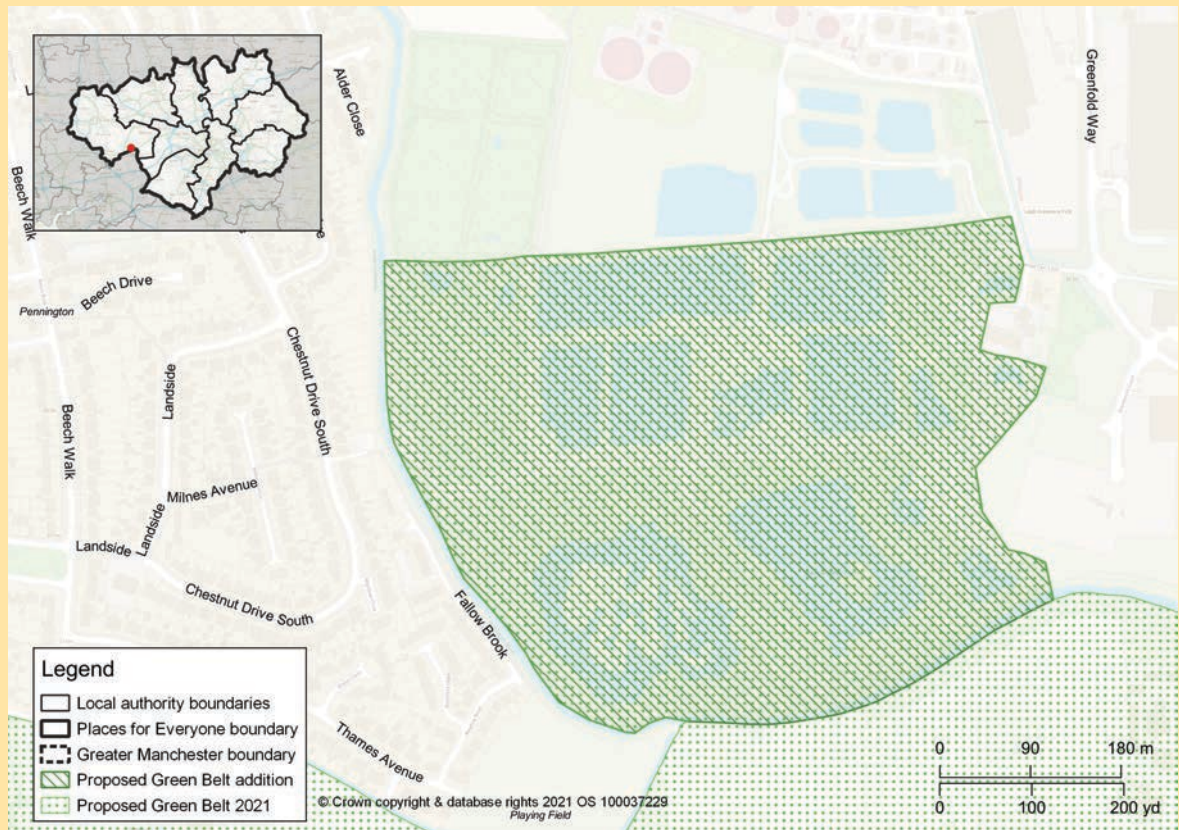 Alder Close
Greenfold Way
Beech Walk
Beech Drive
Pennington
Chestnut Drive South
Landside
Beech Walk
Milnes Avenue
Landside
Landside
Chestnut Drive South
Fallow Brook
Thames Avenue
Legend
Local authority boundaries
Places for Everyone boundary
Greater Manchester boundary
Proposed Green Belt addition
Proposed Green Belt 2021
© Crown copyright & database rights 2021 OS 100037229
Playing Field
0 90 180 m
0 100 200 yd